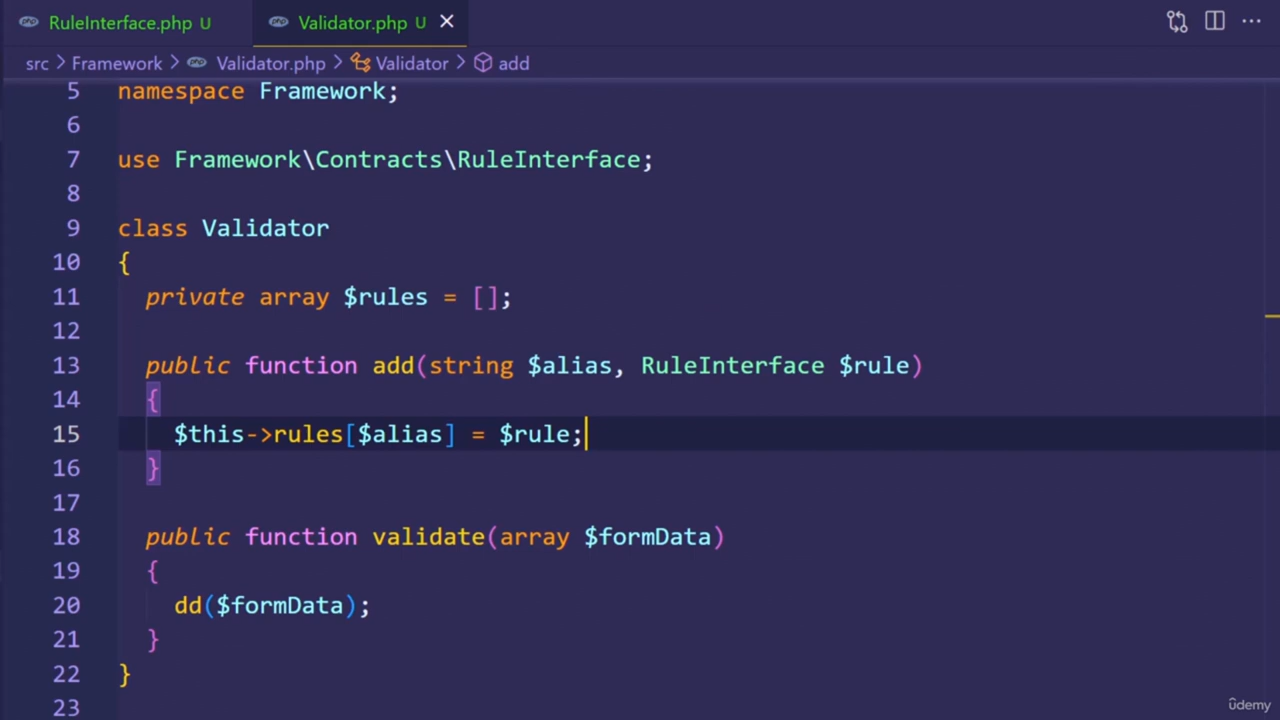 RuleInterface.php U Validator.php U
src > Framework > Validator.php > Validator > add
5 namespace Framework;
6
7 use Framework\Contracts\RuleInterface;
8
9 class Validator
10 {
11 private array $rules = [];
12
13 public function add(string $alias, RuleInterface $rule)
14 {
15 $this->rules[$alias] = $rule;
16 }
17
18 public function validate(array $formData)
19 {
20 dd($formData);
21 }
22 }
23
ûdemy